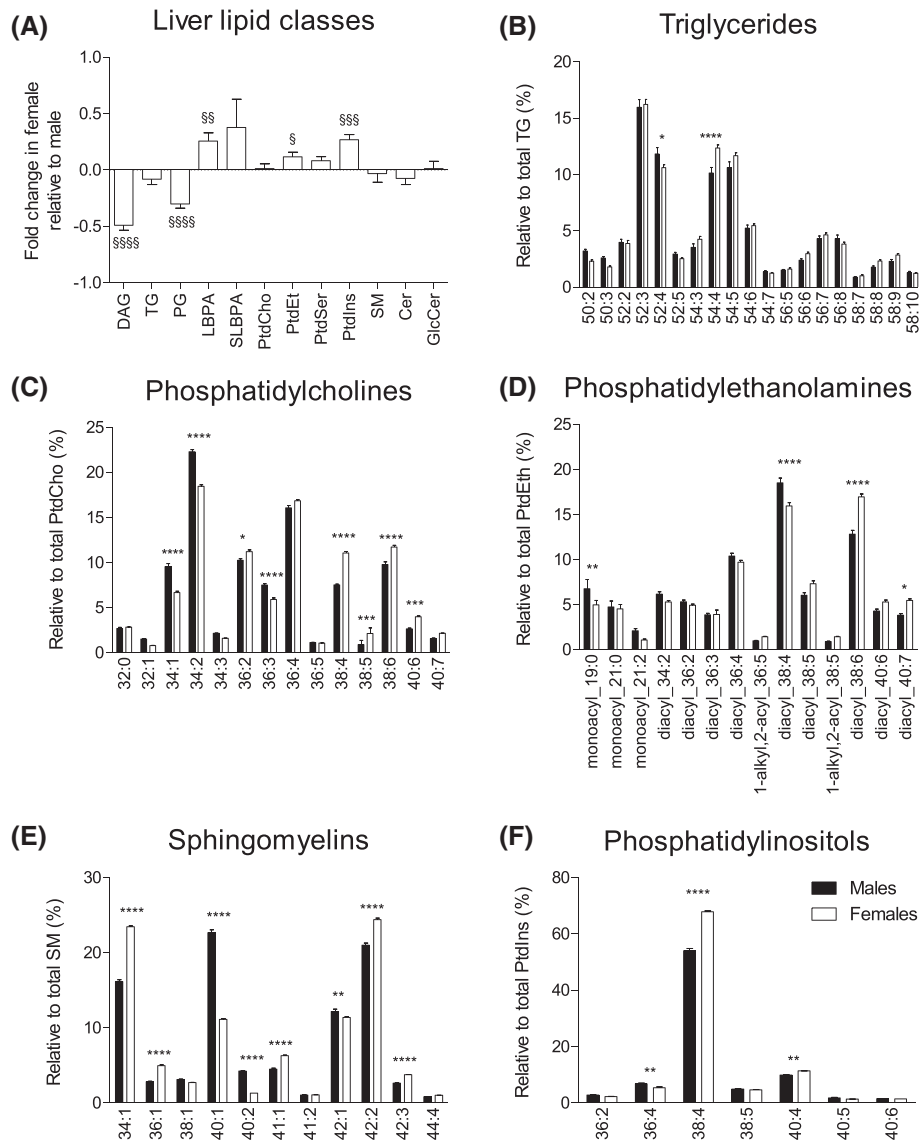 (A) Liver lipid classes
Fold change in female
relative to male
1.0
0.5
0.0
-0.5
-1.0
§§§§
§§§§
§§
§
§§§
DAG
TG
PG
LBPA
SLBPA
PtdCho
PtdEt
PtdSer
PtdIns
SM
Cer
GlcCer
(B) Triglycerides
Relative to total TG (%)
20
15
10
5
0
*
****
50:2
50:3
52:2
52:3
52:4
52:5
54:3
54:4
54:5
54:6
54:7
56:5
56:6
56:7
56:8
58:7
58:8
58:9
58:10
(C) Phosphatidylcholines
Relative to total PtdCho (%)
25
20
15
10
5
0
****
****
*
****
****
***
****
***
32:0
32:1
34:1
34:2
34:3
36:2
36:3
36:4
36:5
38:4
38:5
38:6
40:6
40:7
(D) Phosphatidylethanolamines
Relative to total PtdEth (%)
25
20
15
10
5
0
**
****
****
*
monoacyl_19:0
monoacyl_21:0
monoacyl_21:2
diacyl_34:2
diacyl_36:2
diacyl_36:3
diacyl_36:4
1-alkyl,2-acyl_36:5
diacyl_38:4
diacyl_38:5
1-alkyl,2-acyl_38:5
diacyl_38:6
diacyl_40:6
diacyl_40:7
(E) Sphingomyelins
Relative to total SM (%)
30
20
10
0
****
****
****
****
****
**
****
****
34:1
36:1
38:1
40:1
40:2
41:1
41:2
42:1
42:2
42:3
44:4
(F) Phosphatidylinositols
Relative to total PtdIns (%)
80
60
40
20
0
**
****
**
Males
Females
36:2
36:4
38:4
38:5
40:4
40:5
40:6